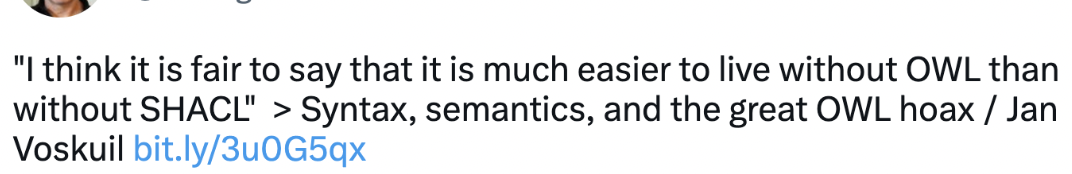 "I think it is fair to say that it is much easier to live without OWL than
without SHACL"  > Syntax, semantics, and the great OWL hoax / Jan
Voskuil bit.ly/3u0G5qx